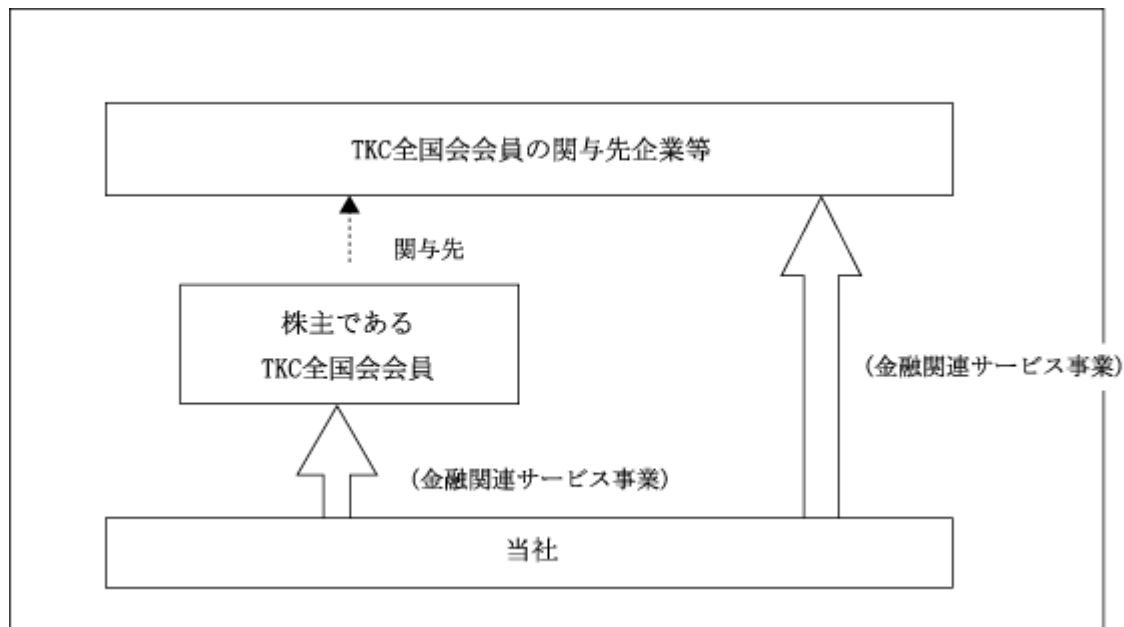 TKC全国会会員の関与先企業等
関与先
株主である
TKC全国会会員
(金融関連サービス事業)
(金融関連サービス事業)
当社